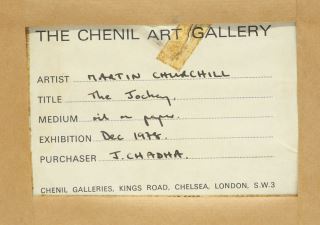 THE CHENIL ART GALLERY
ARTIST MARTIN CHURCHILL
TITLE The Jockey
MEDIUM oil on paper.
EXHIBITION Dec 1978.
PURCHASER J. CHADHA.
CHENIL GALLERIES, KINGS ROAD, CHELSEA, LONDON, S.W.3